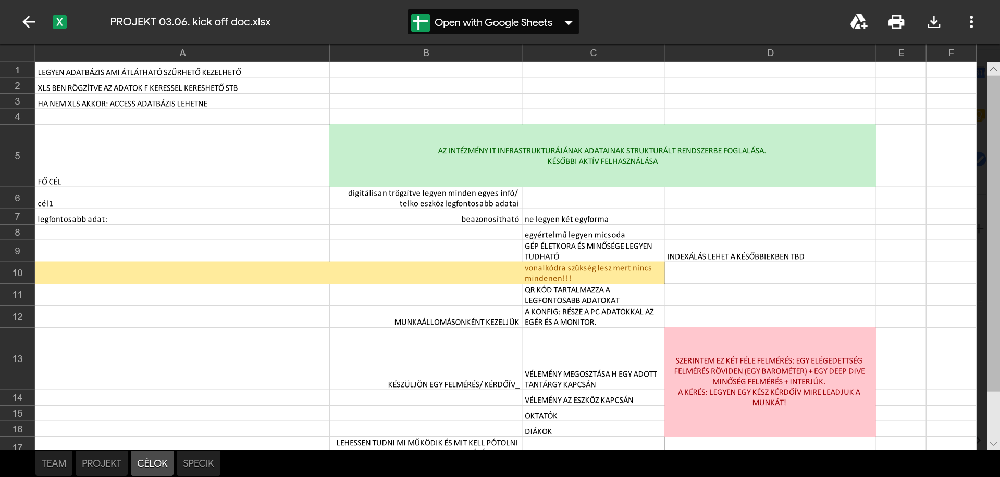 PROJEKT 03.06. kick off doc.xlsx
Open with Google Sheets
A B C D E F
1 LEGYEN ADATBÁZIS AMI ÁTLÁTHATÓ SZŰRHETŐ KEZELHETŐ
2 XLS BEN RÖGZÍTVE AZ ADATOK F KERESSEL KERESHETŐ STB
3 HA NEM XLS AKKOR: ACCESS ADATBÁZIS LEHETNE
4
AZ INTÉZMÉNY IT INFRASTRUKTURÁJÁNAK ADATAINAK STRUKTURÁLT RENDSZERBE FOGLALÁSA.
KÉSŐBBI AKTÍV FELHASZNÁLÁSA
5 FŐ CÉL
digitálisan trögzítve legyen minden egyes infó/
6 cél1 telko eszköz legfontosabb adatai
7 legfontosabb adat: beazonosítható ne legyen két egyforma
8 egyértelmű legyen micsoda
GÉP ÉLETKORA ÉS MINŐSÉGE LEGYEN
9 TUDHATÓ INDEXÁLÁS LEHET A KÉSŐBBIEKBEN TBD
vonalkódra szükség lesz mert nincs
10 mindenen!!!
QR KÓD TARTALMAZZA A
11 LEGFONTOSABB ADATOKAT
A KONFIG: RÉSZE A PC ADATOKKAL AZ
12 MUNKAÁLLOMÁSONKÉNT KEZELJÜK EGÉR ÉS A MONITOR.
VÉLEMÉNY MEGOSZTÁSA H EGY ADOTT
13 KÉSZÜLJÖN EGY FELMÉRÉS/ KÉRDŐÍV_ TANTÁRGY KAPCSÁN
SZERINTEM EZ KÉT FÉLE FELMÉRÉS: EGY ELÉGEDETTSÉG
FELMÉRÉS RÖVIDEN (EGY BAROMÉTER) + EGY DEEP DIVE
MINŐSÉG FELMÉRÉS + INTERJÚK.
A KÉRÉS: LEGYEN EGY KÉSZ KÉRDŐÍV MIRE LEADJUK A
MUNKÁT!
14 VÉLEMÉNY AZ ESZKÖZ KAPCSÁN
15 OKTATÓK
16 DIÁKOK
17 LEHESSEN TUDNI MI MŰKÖDIK ÉS MIT KELL PÓTOLNI
TEAM PROJEKT CÉLOK SPECIK